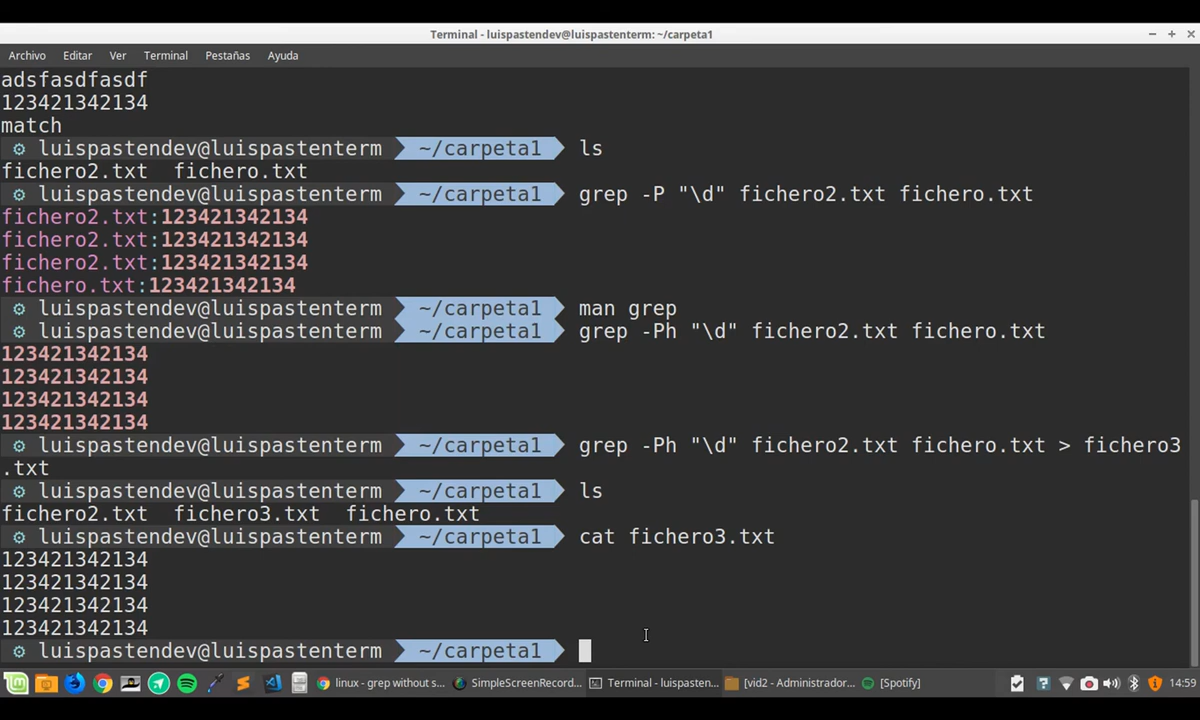 Terminal - luispastendev@luispastenterm: ~/carpeta1
Archivo Editar Ver Terminal Pestañas Ayuda
adsfasdfasdf
123421342134
match
luispastendev@luispastenterm ~/carpeta1 ls
fichero2.txt fichero.txt
luispastendev@luispastenterm ~/carpeta1 grep -P "\d" fichero2.txt fichero.txt
fichero2.txt:123421342134
fichero2.txt:123421342134
fichero2.txt:123421342134
fichero.txt:123421342134
luispastendev@luispastenterm ~/carpeta1 man grep
luispastendev@luispastenterm ~/carpeta1 grep -Ph "\d" fichero2.txt fichero.txt
123421342134
123421342134
123421342134
123421342134
luispastendev@luispastenterm ~/carpeta1 grep -Ph "\d" fichero2.txt fichero.txt > fichero3
.txt
luispastendev@luispastenterm ~/carpeta1 ls
fichero2.txt fichero3.txt fichero.txt
luispastendev@luispastenterm ~/carpeta1 cat fichero3.txt
123421342134
123421342134
123421342134
123421342134
luispastendev@luispastenterm ~/carpeta1
linux - grep without s... SimpleScreenRecord... Terminal - luispasten... [vid2 - Administrador... [Spotify] 14:59